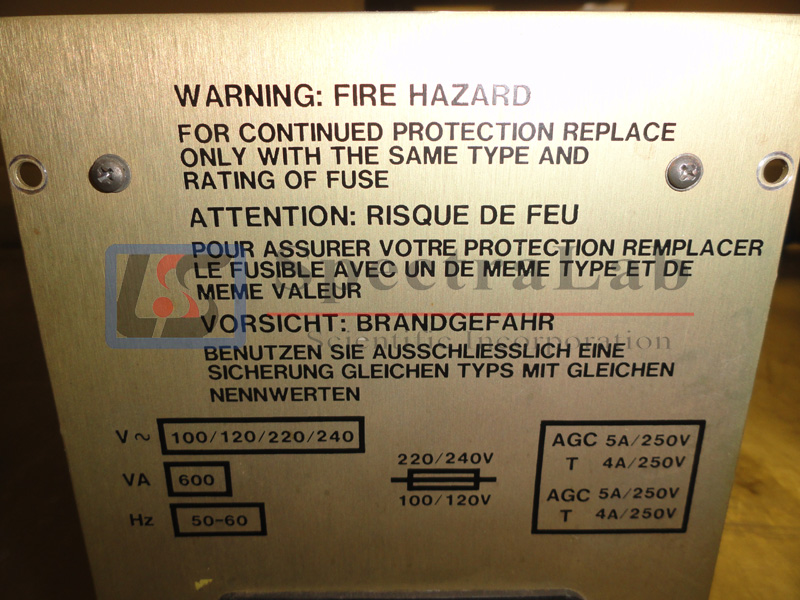 WARNING: FIRE HAZARD
FOR CONTINUED PROTECTION REPLACE
ONLY WITH THE SAME TYPE AND
RATING OF FUSE
ATTENTION: RISQUE DE FEU
POUR ASSURER VOTRE PROTECTION REMPLACER
LE FUSIBLE AVEC UN DE MEME TYPE ET DE
MEME VALEUR
SpectraLab
Scientific Incorporation
VORSICHT: BRANDGEFAHR
BENUTZEN SIE AUSSCHLIESSLICH EINE
SICHERUNG GLEICHEN TYPS MIT GLEICHEN
NENNWERTEN
V ~ 100/120/220/240
VA 600
Hz 50-60
220/240V
100/120V
AGC 5A/250V
T 4A/250V
AGC 5A/250V
T 4A/250V